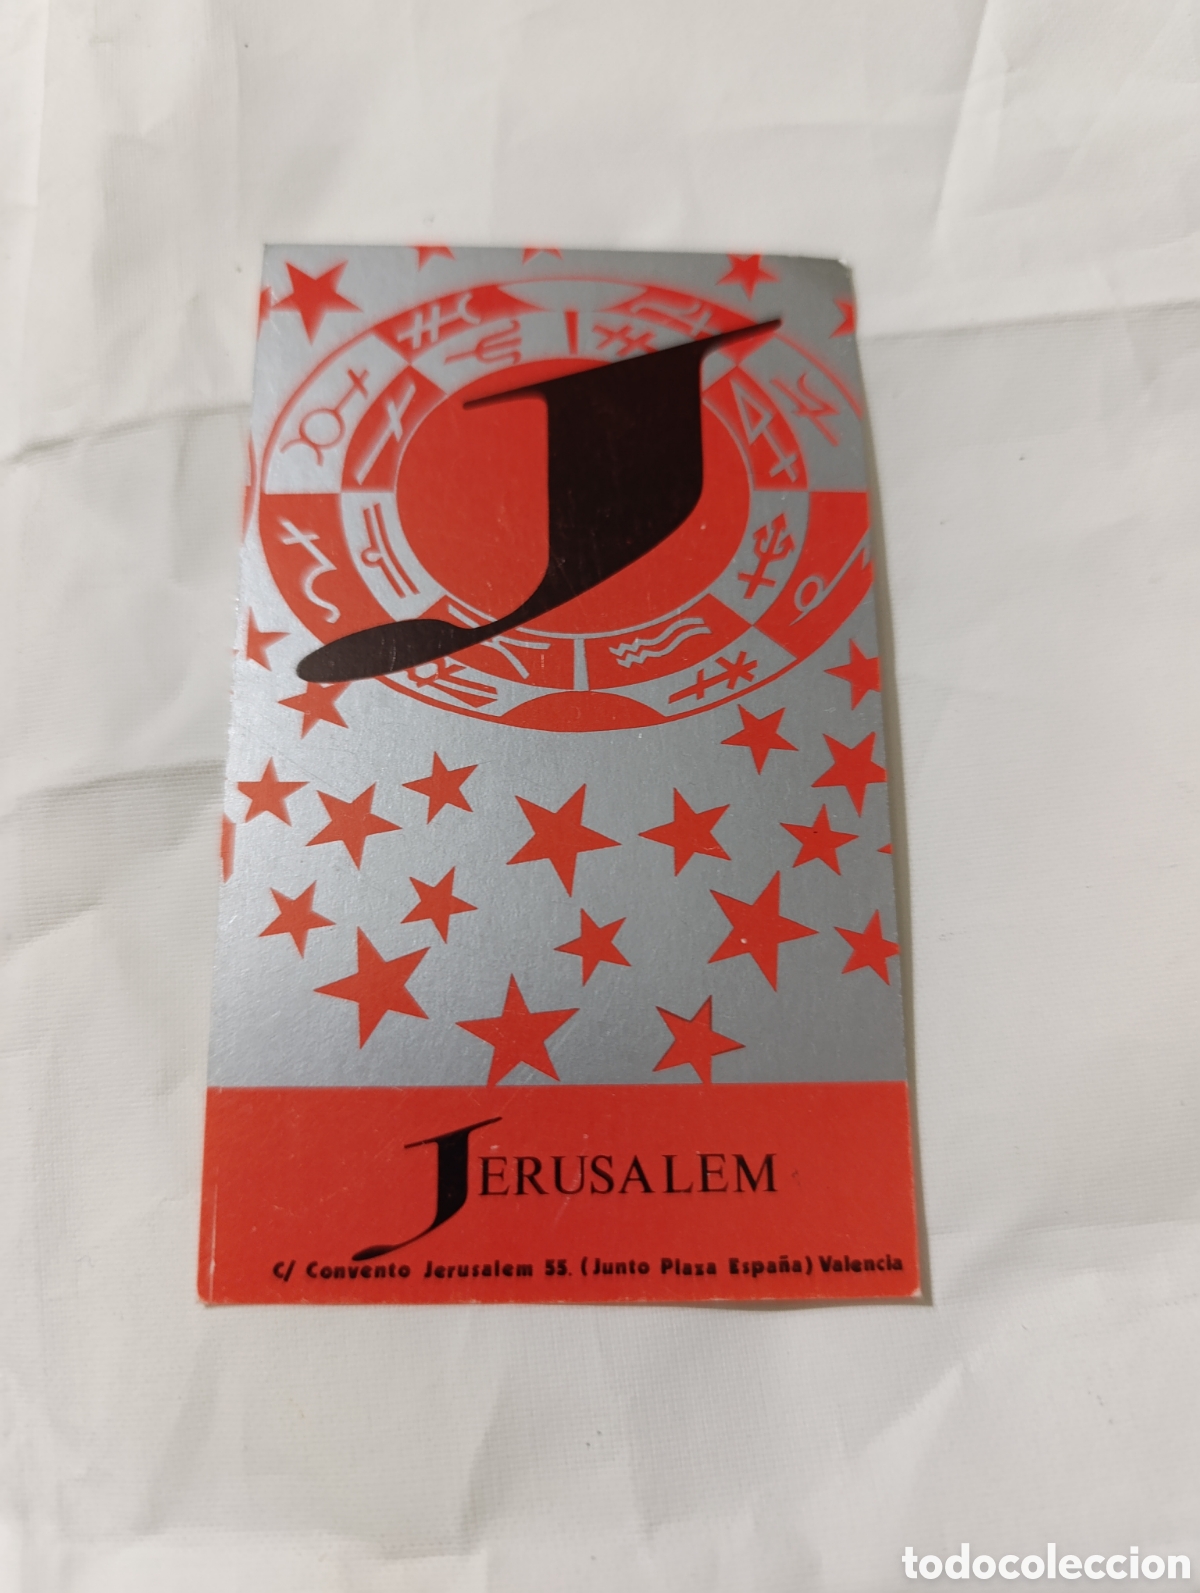 J
JERUSALEM
C/ Convento Jerusalem 55. (Junto Plaza España) Valencia
todocoleccion